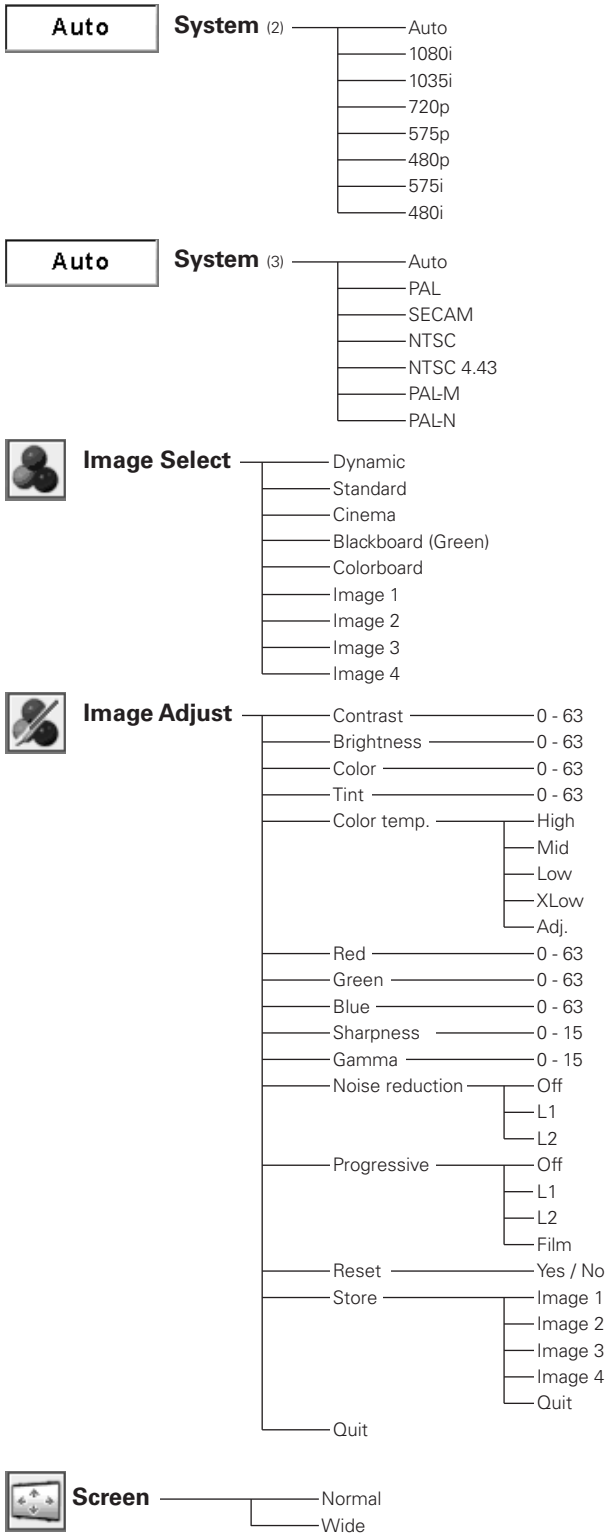 Auto System (2) Auto
1080i
1035i
720p
575p
480p
575i
480i
Auto System (3) Auto
PAL
SECAM
NTSC
NTSC 4.43
PAL-M
PAL-N
Image Select Dynamic
Standard
Cinema
Blackboard (Green)
Colorboard
Image 1
Image 2
Image 3
Image 4
Image Adjust Contrast 0 - 63
Brightness 0 - 63
Color 0 - 63
Tint 0 - 63
Color temp. High
Mid
Low
XLow
Adj.
Red 0 - 63
Green 0 - 63
Blue 0 - 63
Sharpness 0 - 15
Gamma 0 - 15
Noise reduction Off
L1
L2
Progressive Off
L1
L2
Film
Reset Yes / No
Store Image 1
Image 2
Image 3
Image 4
Quit
Quit
Screen Normal
Wide